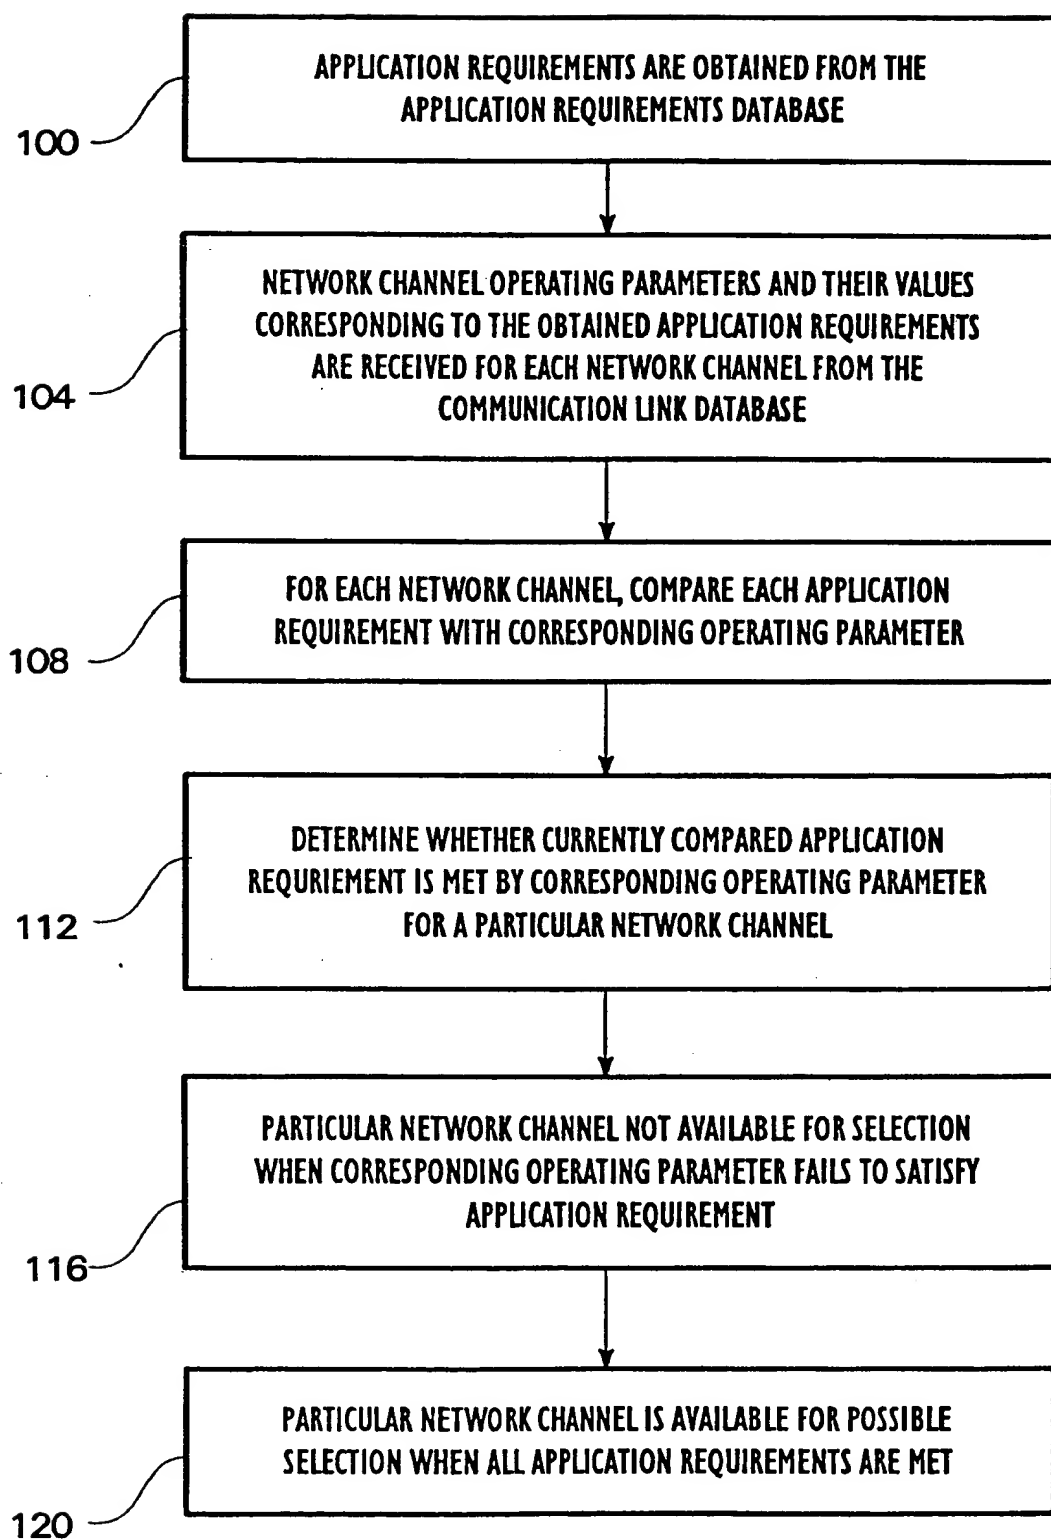 APPLICATION REQUIREMENTS ARE OBTAINED FROM THE
APPLICATION REQUIREMENTS DATABASE
100
NETWORK CHANNEL OPERATING PARAMETERS AND THEIR VALUES
CORRESPONDING TO THE OBTAINED APPLICATION REQUIREMENTS
ARE RECEIVED FOR EACH NETWORK CHANNEL FROM THE
COMMUNICATION LINK DATABASE
104
FOR EACH NETWORK CHANNEL, COMPARE EACH APPLICATION
REQUIREMENT WITH CORRESPONDING OPERATING PARAMETER
108
DETERMINE WHETHER CURRENTLY COMPARED APPLICATION
REQURIEMENT IS MET BY CORRESPONDING OPERATING PARAMETER
FOR A PARTICULAR NETWORK CHANNEL
112
PARTICULAR NETWORK CHANNEL NOT AVAILABLE FOR SELECTION
WHEN CORRESPONDING OPERATING PARAMETER FAILS TO SATISFY
APPLICATION REQUIREMENT
116
PARTICULAR NETWORK CHANNEL IS AVAILABLE FOR POSSIBLE
SELECTION WHEN ALL APPLICATION REQUIREMENTS ARE MET
120